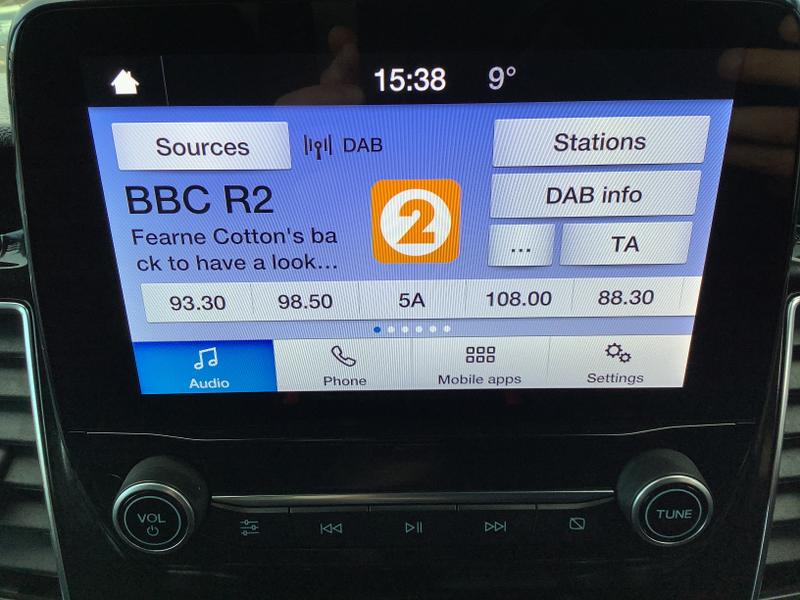 15:38 9°
Sources DAB Stations
BBC R2 2 DAB info
Fearne Cotton's ba
ck to have a look... ... TA
93.30 98.50 5A 108.00 88.30
Audio Phone Mobile apps Settings
VOL TUNE